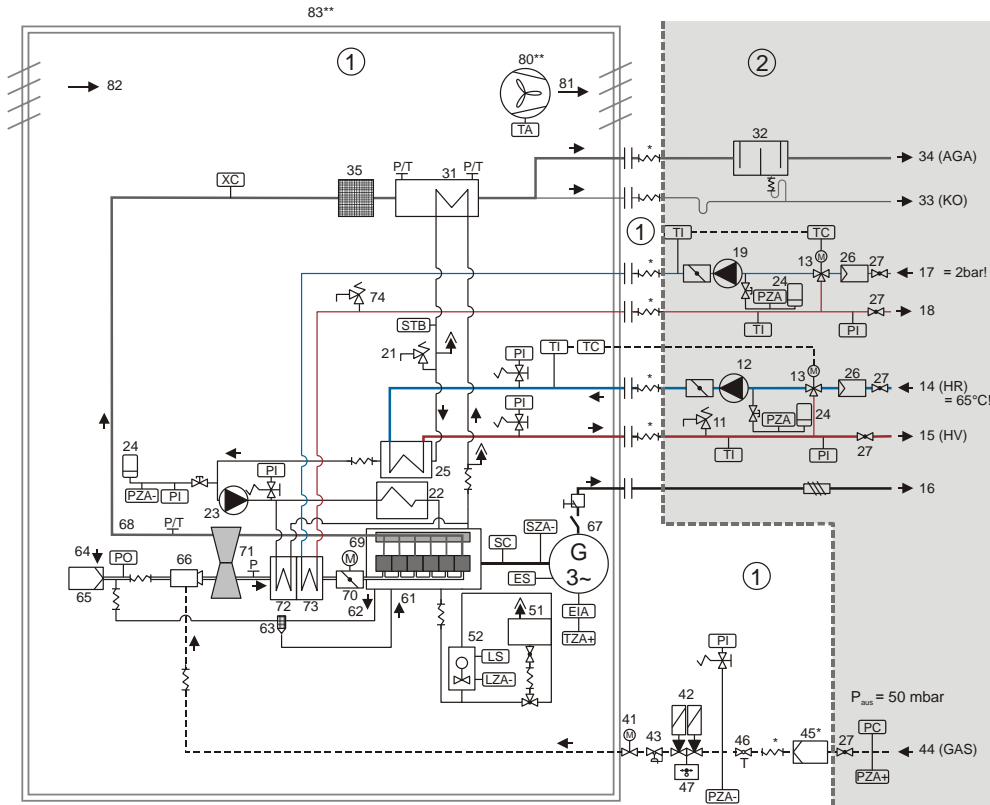 83**
1
2
80**
82
81
TA
32
34 (AGA)
35
P/T
31
P/T
XC
33 (KO)
1
TI
TC
19
13
M
26
27
17 = 2bar!
24
PZA
*
74
27
18
STB
TI
PI
21
PI
TI
TC
12
13
M
26
27
14 (HR)
= 65°C!
PI
11
PZA
24
15 (HV)
TI
PI
27
24
PI
25
22
16
PZA-
PI
23
68
P/T
67
SZA-
69
SC
G
3~
64
PO
66
71
P
M
ES
65
70
72
73
62
61
63
EIA
51
TZA+
52
LS
LZA-
PI
1
P aus = 50 mbar
42
41
M
43
46
*
45*
27
PC
44 (GAS)
47
PZA-
PZA+
*
*
*
*
*